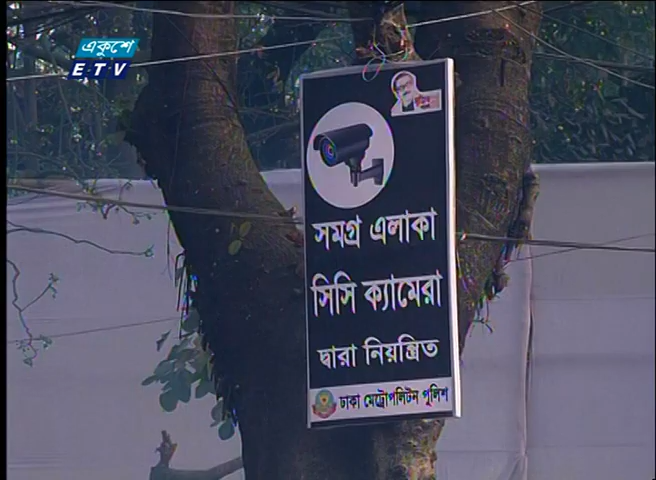 একুশে
ETV
সমগ্র এলাকা
সিসি ক্যামেরা
দ্বারা নিয়ন্ত্রিত
ঢাকা মেট্রোপলিটন পুলিশ